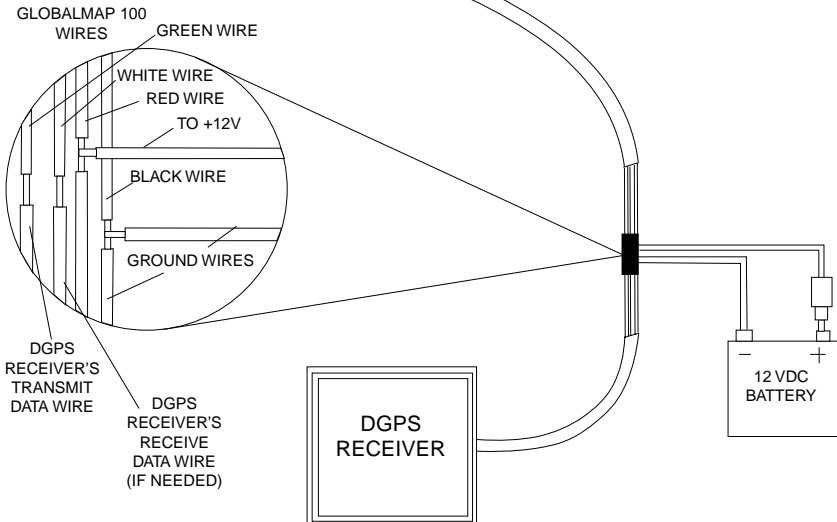 GLOBALMAP 100
WIRES
GREEN WIRE
WHITE WIRE
RED WIRE
TO +12V
BLACK WIRE
GROUND WIRES
DGPS
RECEIVER'S
TRANSMIT
DATA WIRE
DGPS
RECEIVER'S
RECEIVE
DATA WIRE
(IF NEEDED)
DGPS
RECEIVER
– +
12 VDC
BATTERY